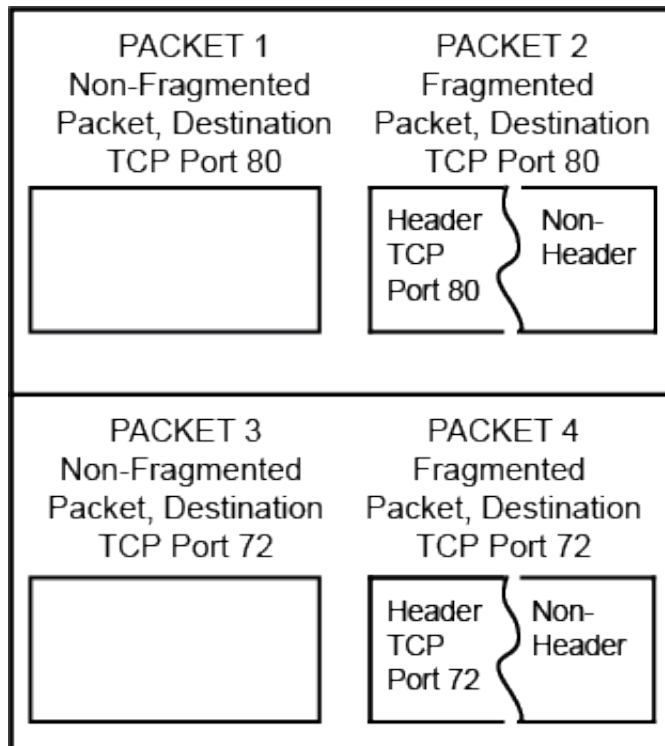 PACKET 1
Non-Fragmented
Packet, Destination
TCP Port 80
PACKET 2
Fragmented
Packet, Destination
TCP Port 80
Header
TCP
Port 80
Non-
Header
PACKET 3
Non-Fragmented
Packet, Destination
TCP Port 72
PACKET 4
Fragmented
Packet, Destination
TCP Port 72
Header
TCP
Port 72
Non-
Header